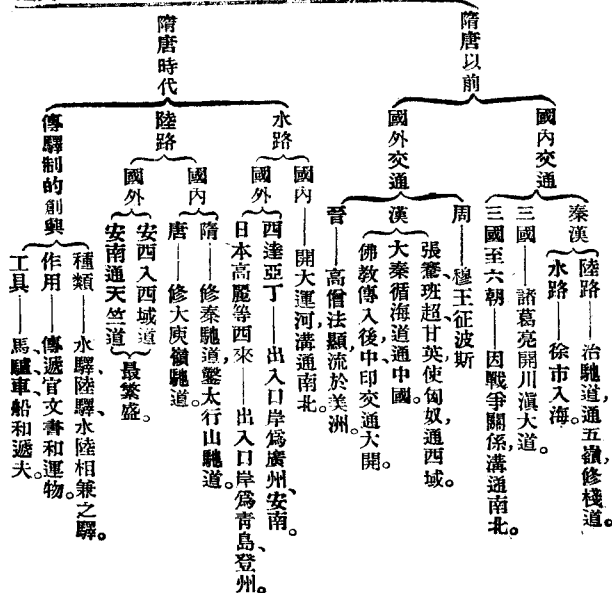 隋唐以前
國內交通
秦漢
陸路——治馳道,通五嶺,修棧道。
水路——徐市入海。
三國——諸葛亮開川滇大道。
三國至六朝——因戰爭關係,溝通南北。
國外交通
周——穆王征波斯
漢
張騫、班超、甘英使匈奴,通西域。
大秦循海道通中國。
佛教傳入後中印交通大開。
晉——高僧法顯流於美洲。
隋唐時代
水路
國內——開大運河,溝通南北。
國外
西達亞丁——出入口岸爲廣州、安南。
日本高麗等西來——出入口岸爲青島、登州。
陸路
國內
隋——修秦馳道,鑿太行山馳道。
唐——修大庾嶺馳道。
國外
安西入西域道
安南通天竺道
最繁盛。
傳驛制的創興
種類——水驛、陸驛、水陸相兼之驛。
作用——傳遞官文書和運物。
工具——馬、驢、車、船和遞夫。